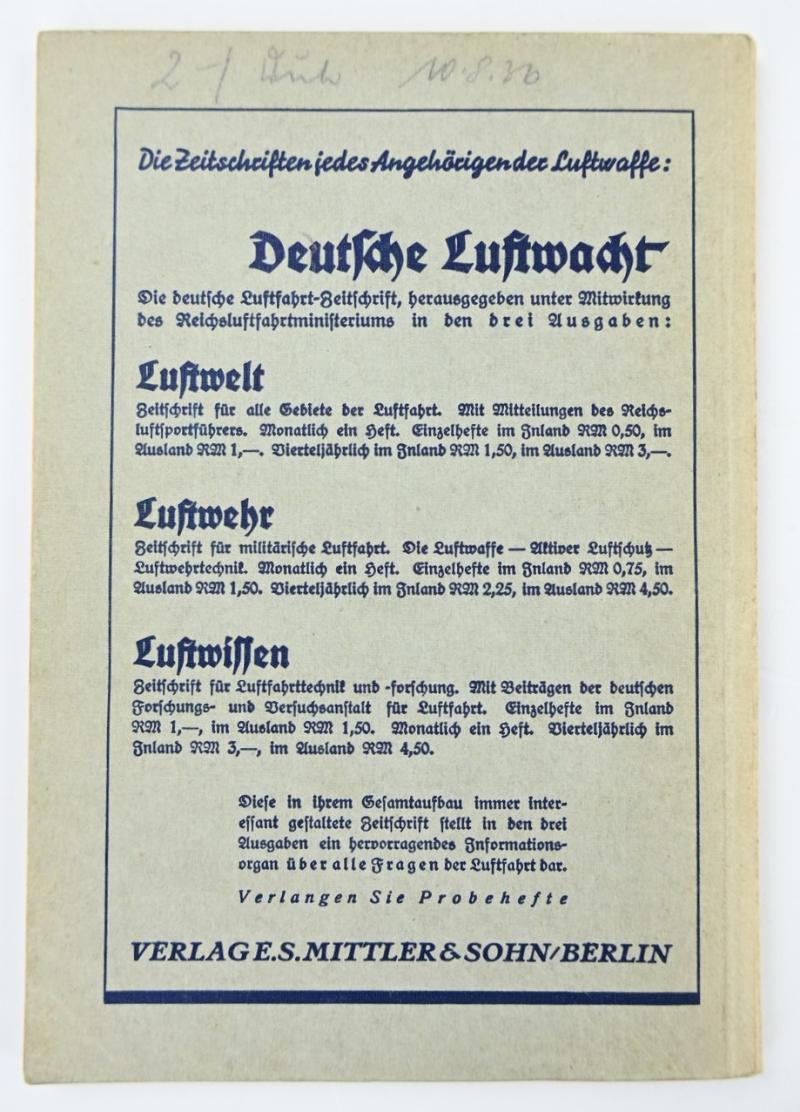 10.8.36
Die Zeitschriften jedes Angehörigen der Luftwaffe:
Deutsche Luftwacht
Die deutsche Luftfahrt-Zeitschrift, herausgegeben unter Mitwirkung
des Reichsluftfahrtministeriums in den drei Ausgaben:
Luftwelt
Zeitschrift für alle Gebiete der Luftfahrt. Mit Mitteilungen des Reichs-
luftsportführers. Monatlich ein Heft. Einzelhefte im Inland RM 0,50, im
Ausland RM 1,—. Vierteljährlich im Inland RM 1,50, im Ausland RM 3,—.
Luftwehr
Zeitschrift für militärische Luftfahrt. Die Luftwaffe — Aktiver Luftschutz —
Luftwehrtechnik. Monatlich ein Heft. Einzelhefte im Inland RM 0,75, im
Ausland RM 1,50. Vierteljährlich im Inland RM 2,25, im Ausland RM 4,50.
Luftwissen
Zeitschrift für Luftfahrttechnik und -forschung. Mit Beiträgen der deutschen
Forschungs- und Versuchsanstalt für Luftfahrt. Einzelhefte im Inland
RM 1,—, im Ausland RM 1,50. Monatlich ein Heft. Vierteljährlich im
Inland RM 3,—, im Ausland RM 4,50.
Diese in ihrem Gesamtaufbau immer inter-
essant gestaltete Zeitschrift stellt in den drei
Ausgaben ein hervorragendes Informations-
organ über alle Fragen der Luftfahrt dar.
Verlangen Sie Probehefte
VERLAG E.S. MITTLER & SOHN / BERLIN